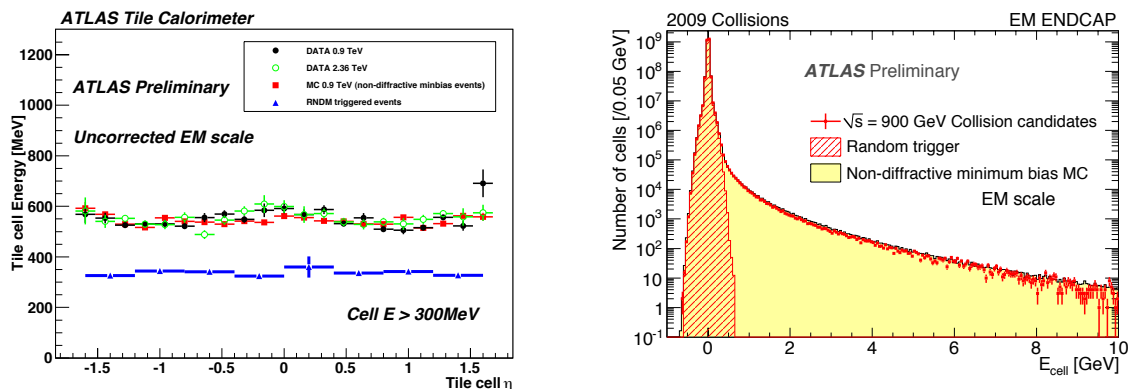 ATLAS Tile Calorimeter
Tile cell Energy [MeV]
1200
1000
800
600
400
200
0
DATA 0.9 TeV
DATA 2.36 TeV
MC 0.9 TeV (non-diffractive minbias events)
RNDM triggered events
ATLAS Preliminary
Uncorrected EM scale
Cell E > 300MeV
-1.5 -1 -0.5 0 0.5 1 1.5
Tile cell η
2009 Collisions EM ENDCAP
Number of cells [/0.05 GeV]
10⁹
10⁸
10⁷
10⁶
10⁵
10⁴
10³
10²
10
1
10⁻¹
ATLAS Preliminary
√s = 900 GeV Collision candidates
Random trigger
Non-diffractive minimum bias MC
EM scale
0 2 4 6 8 10
E_cell [GeV]